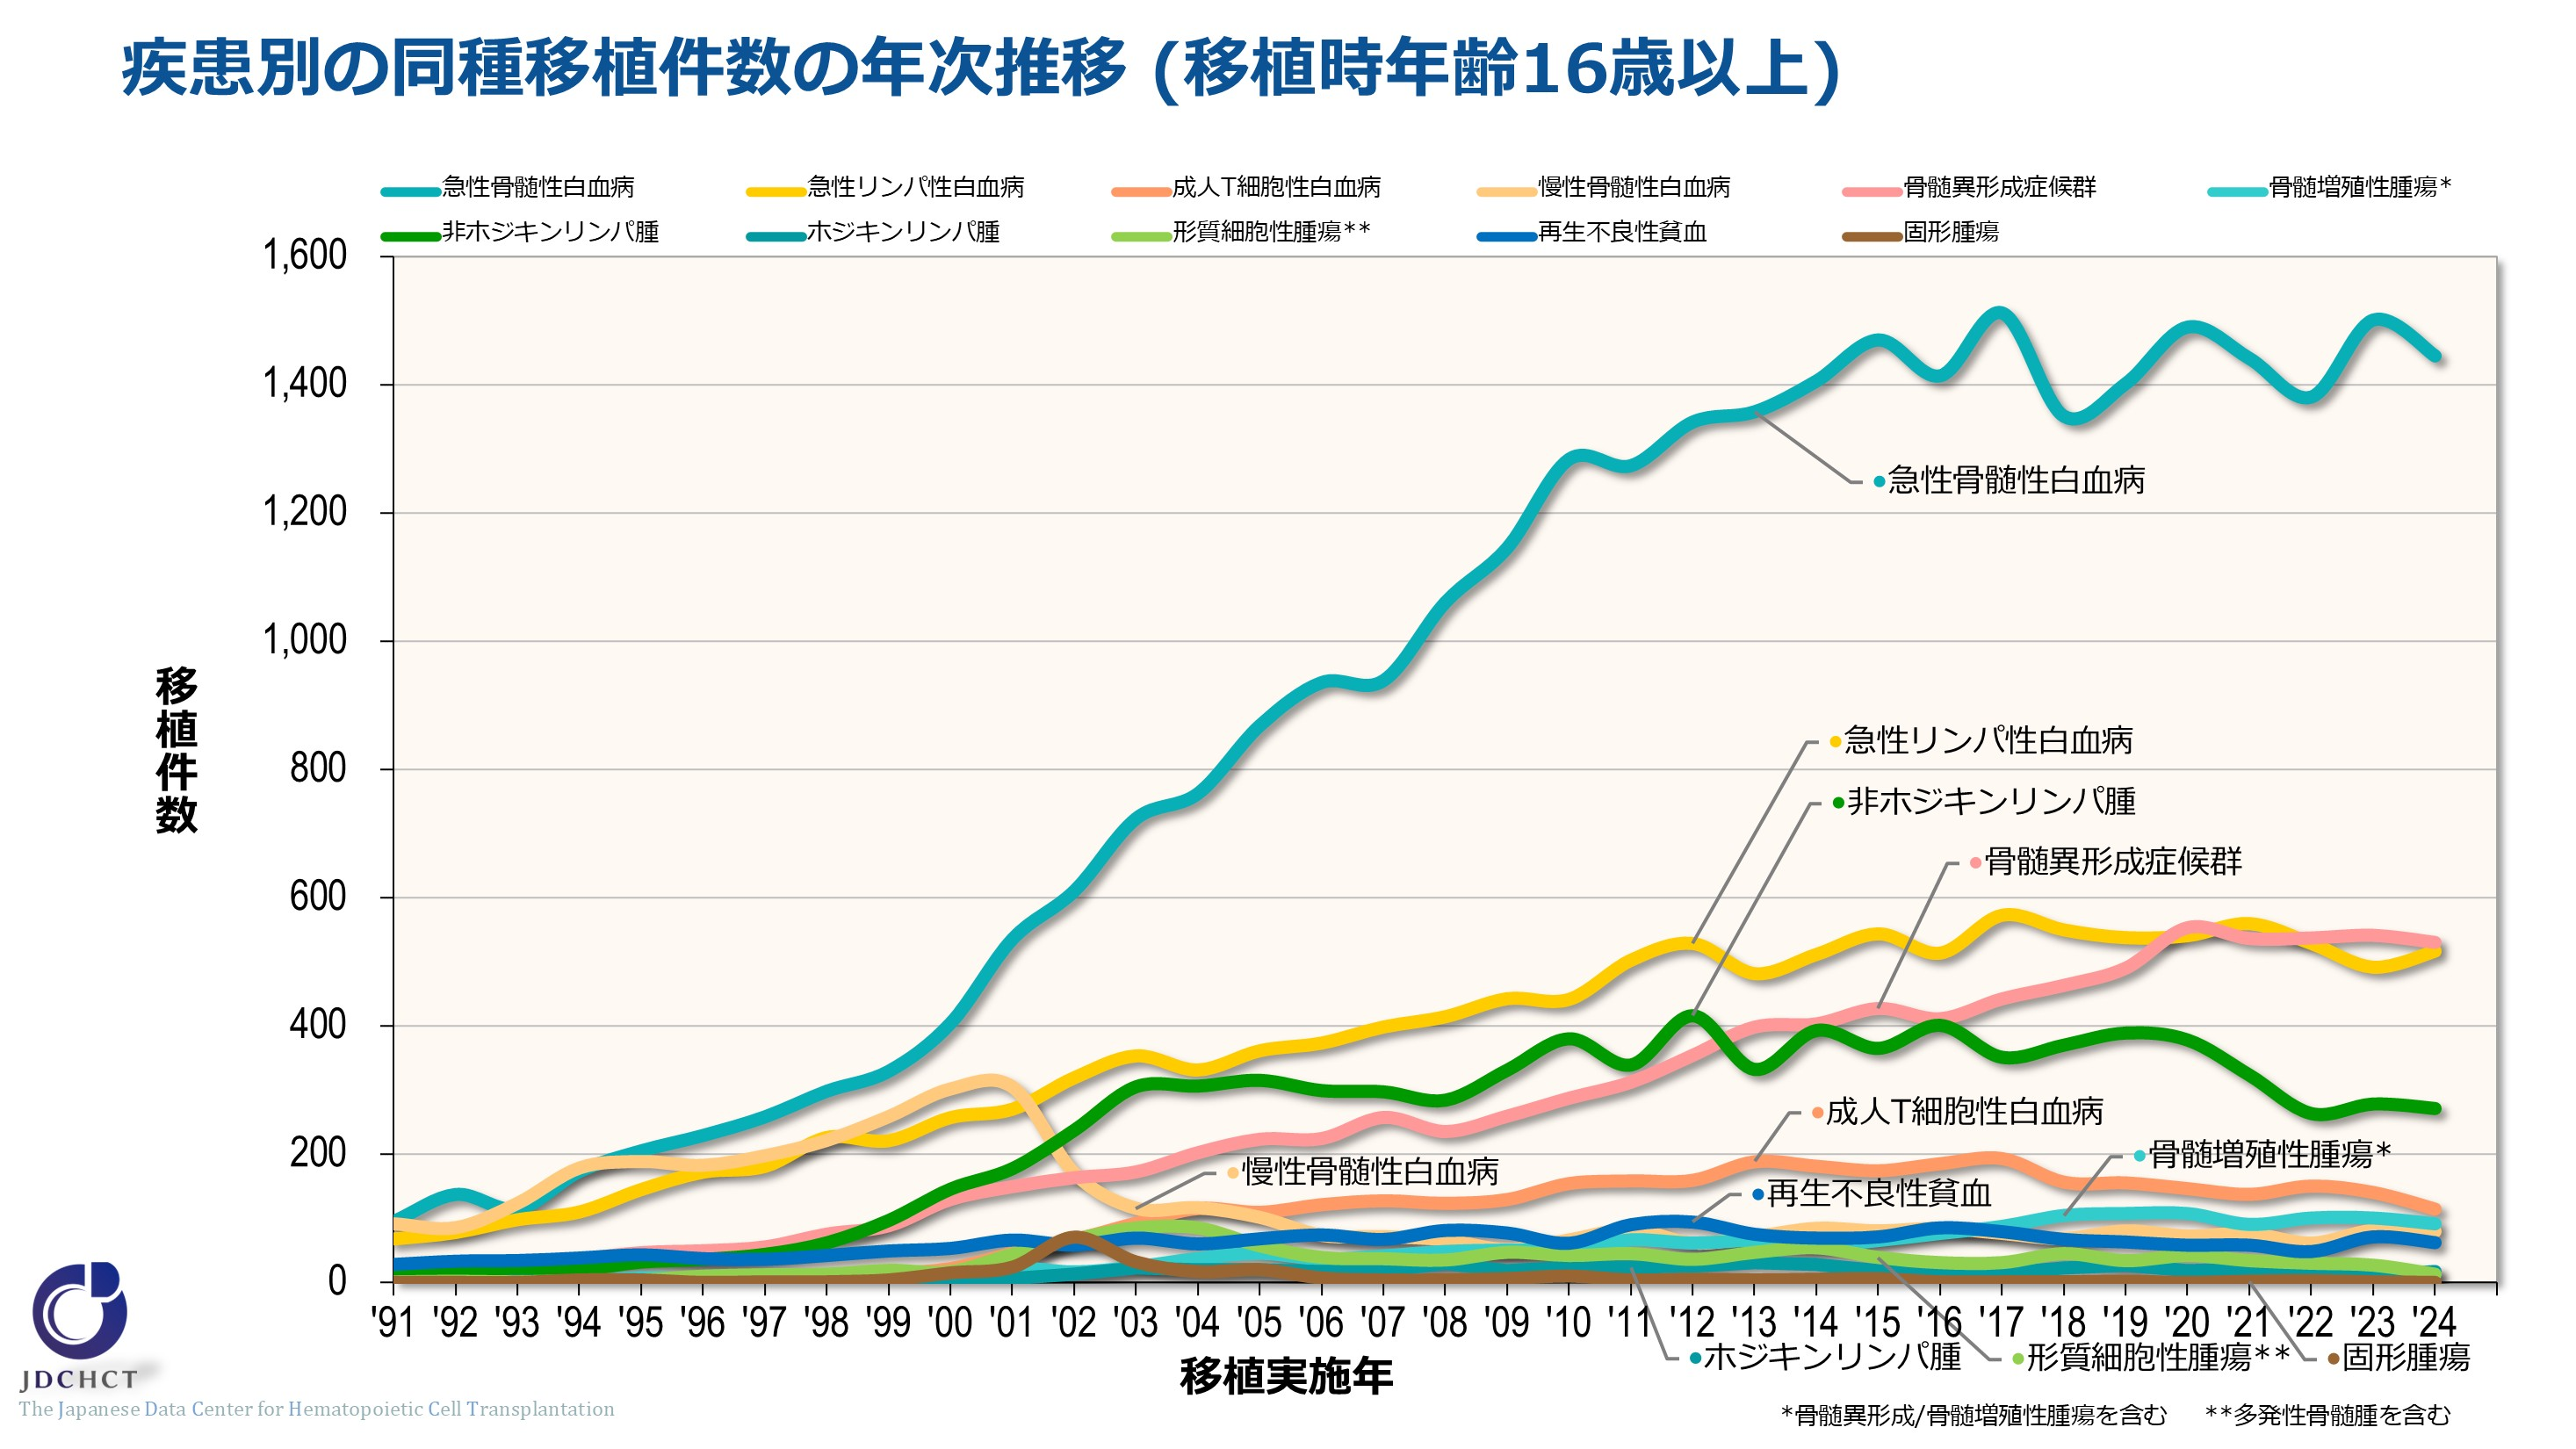 疾患別の同種移植件数の年次推移 (移植時年齢16歳以上)
急性骨髄性白血病 急性リンパ性白血病 成人T細胞性白血病 慢性骨髄性白血病 骨髄異形成症候群 骨髄増殖性腫瘍*
非ホジキンリンパ腫 ホジキンリンパ腫 形質細胞性腫瘍** 再生不良性貧血 固形腫瘍
1,600
1,400
1,200
1,000
800
600
400
200
0
移植件数
急性骨髄性白血病
急性リンパ性白血病
非ホジキンリンパ腫
骨髄異形成症候群
成人T細胞性白血病
骨髄増殖性腫瘍*
慢性骨髄性白血病
再生不良性貧血
'91 '92 '93 '94 '95 '96 '97 '98 '99 '00 '01 '02 '03 '04 '05 '06 '07 '08 '09 '10 '11 '12 '13 '14 '15 '16 '17 '18 '19 '20 '21 '22 '23 '24
ホジキンリンパ腫 形質細胞性腫瘍** 固形腫瘍
移植実施年
JDCHCT
The Japanese Data Center for Hematopoietic Cell Transplantation
*骨髄異形成/骨髄増殖性腫瘍を含む **多発性骨髄腫を含む